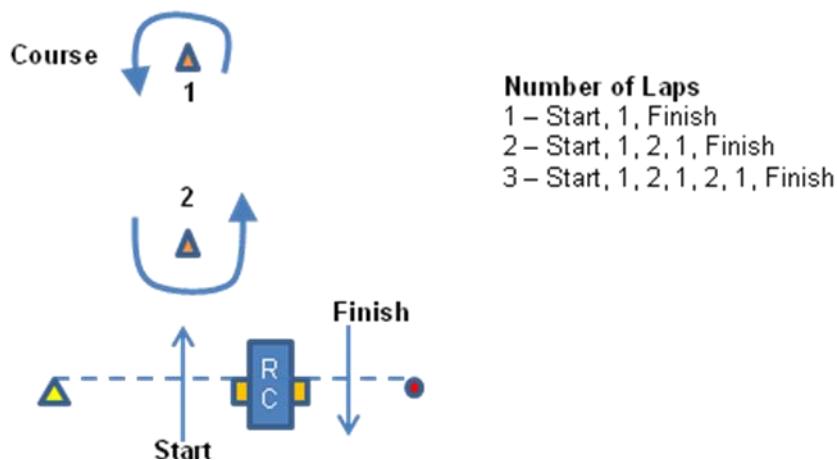 Course
1
Number of Laps
1 – Start, 1, Finish
2 – Start, 1, 2, 1, Finish
3 – Start, 1, 2, 1, 2, 1, Finish
2
Finish
R
C
Start